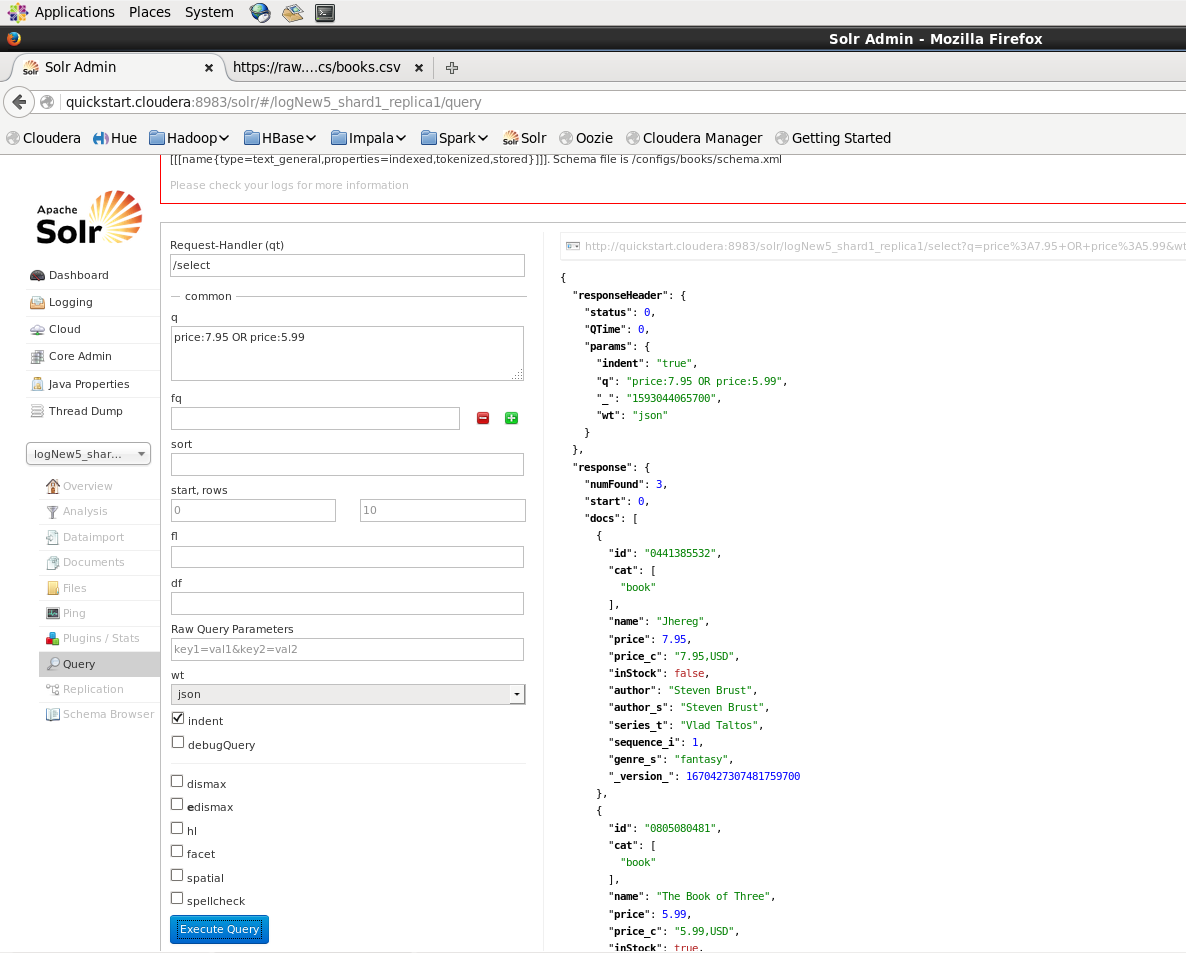 Applications Places System
Solr Admin - Mozilla Firefox
Solr Solr Admin × https://raw....cs/books.csv ×
quickstart.cloudera:8983/solr/#/logNew5_shard1_replica1/query
Cloudera Hue Hadoop HBase Impala Spark Solr Oozie Cloudera Manager Getting Started
[[[name{type=text_general,properties=indexed,tokenized,stored}]]]. Schema file is /configs/books/schema.xml
Please check your logs for more information
Apache
Solr
Dashboard
Logging
Cloud
Core Admin
Java Properties
Thread Dump
logNew5_shar...
Overview
Analysis
Dataimport
Documents
Files
Ping
Plugins / Stats
Query
Replication
Schema Browser
Request-Handler (qt)
/select
common
q
price:7.95 OR price:5.99
fq
sort
start, rows
0 10
fl
df
Raw Query Parameters
key1=val1&key2=val2
wt
json
indent
debugQuery
dismax
edismax
hl
facet
spatial
spellcheck
Execute Query
http://quickstart.cloudera:8983/solr/logNew5_shard1_replica1/select?q=price%3A7.95+OR+price%3A5.99&wt
{
"responseHeader": {
"status": 0,
"QTime": 0,
"params": {
"indent": "true",
"q": "price:7.95 OR price:5.99",
"_": "1593044065700",
"wt": "json"
}
},
"response": {
"numFound": 3,
"start": 0,
"docs": [
{
"id": "0441385532",
"cat": [
"book"
],
"name": "Jhereg",
"price": 7.95,
"price_c": "7.95,USD",
"inStock": false,
"author": "Steven Brust",
"author_s": "Steven Brust",
"series_t": "Vlad Taltos",
"sequence_i": 1,
"genre_s": "fantasy",
"_version_": 1670427307481759700
},
{
"id": "0805080481",
"cat": [
"book"
],
"name": "The Book of Three",
"price": 5.99,
"price_c": "5.99,USD",
"inStock": true,